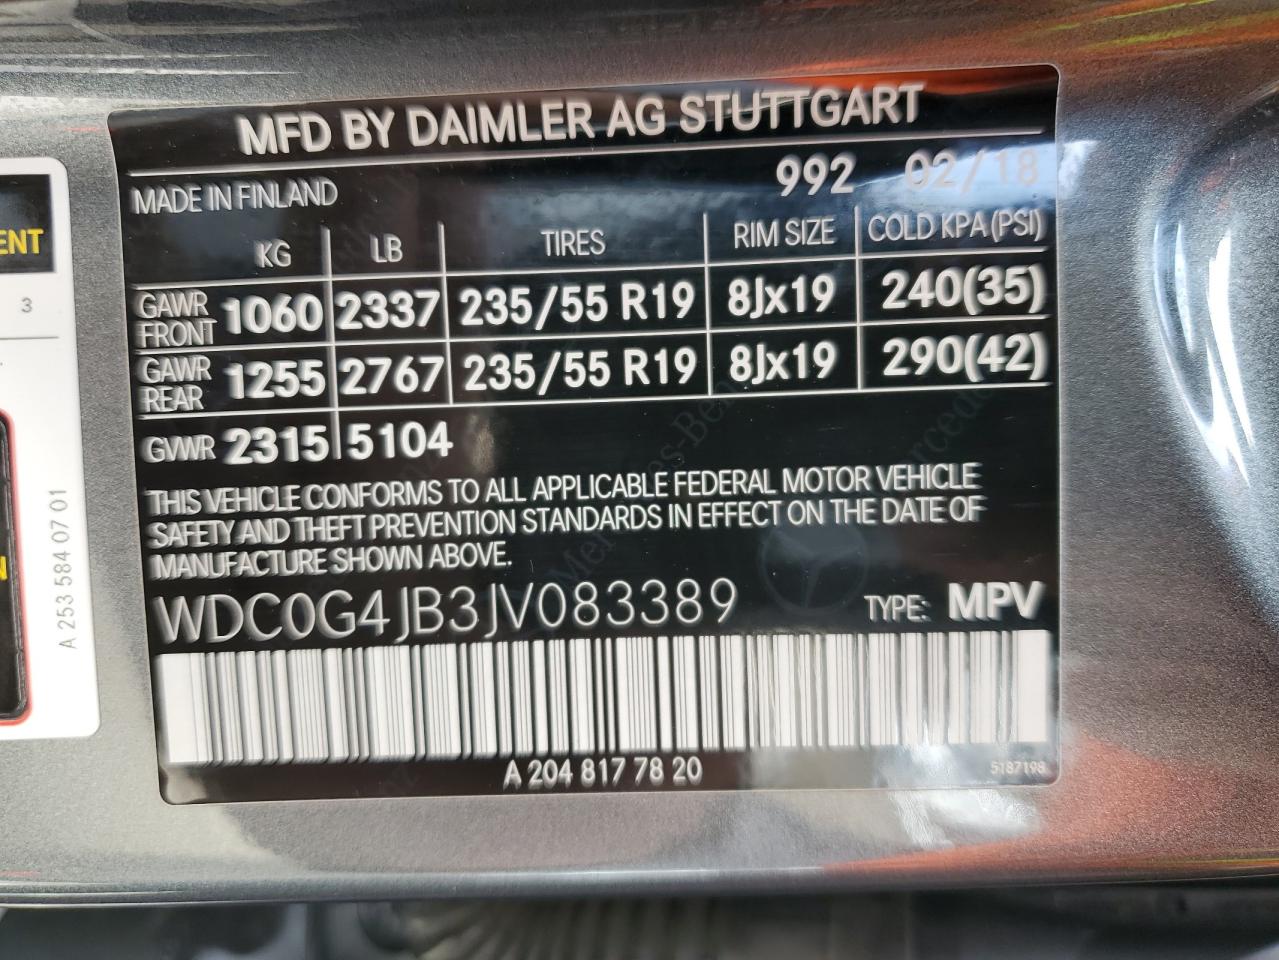 MFD BY DAIMLER AG STUTTGART
MADE IN FINLAND 992 02/18
KG LB TIRES RIM SIZE COLD KPA (PSI)
GAWR FRONT 1060 2337 235/55 R19 8Jx19 240(35)
GAWR REAR 1255 2767 235/55 R19 8Jx19 290(42)
GVWR 2315 5104
THIS VEHICLE CONFORMS TO ALL APPLICABLE FEDERAL MOTOR VEHICLE
SAFETY AND THEFT PREVENTION STANDARDS IN EFFECT ON THE DATE OF
MANUFACTURE SHOWN ABOVE.
WDC0G4JB3JV083389 TYPE: MPV
A 204 817 78 20
5187198
ENT
3
N
A 253 584 07 01
Mercedes-Benz